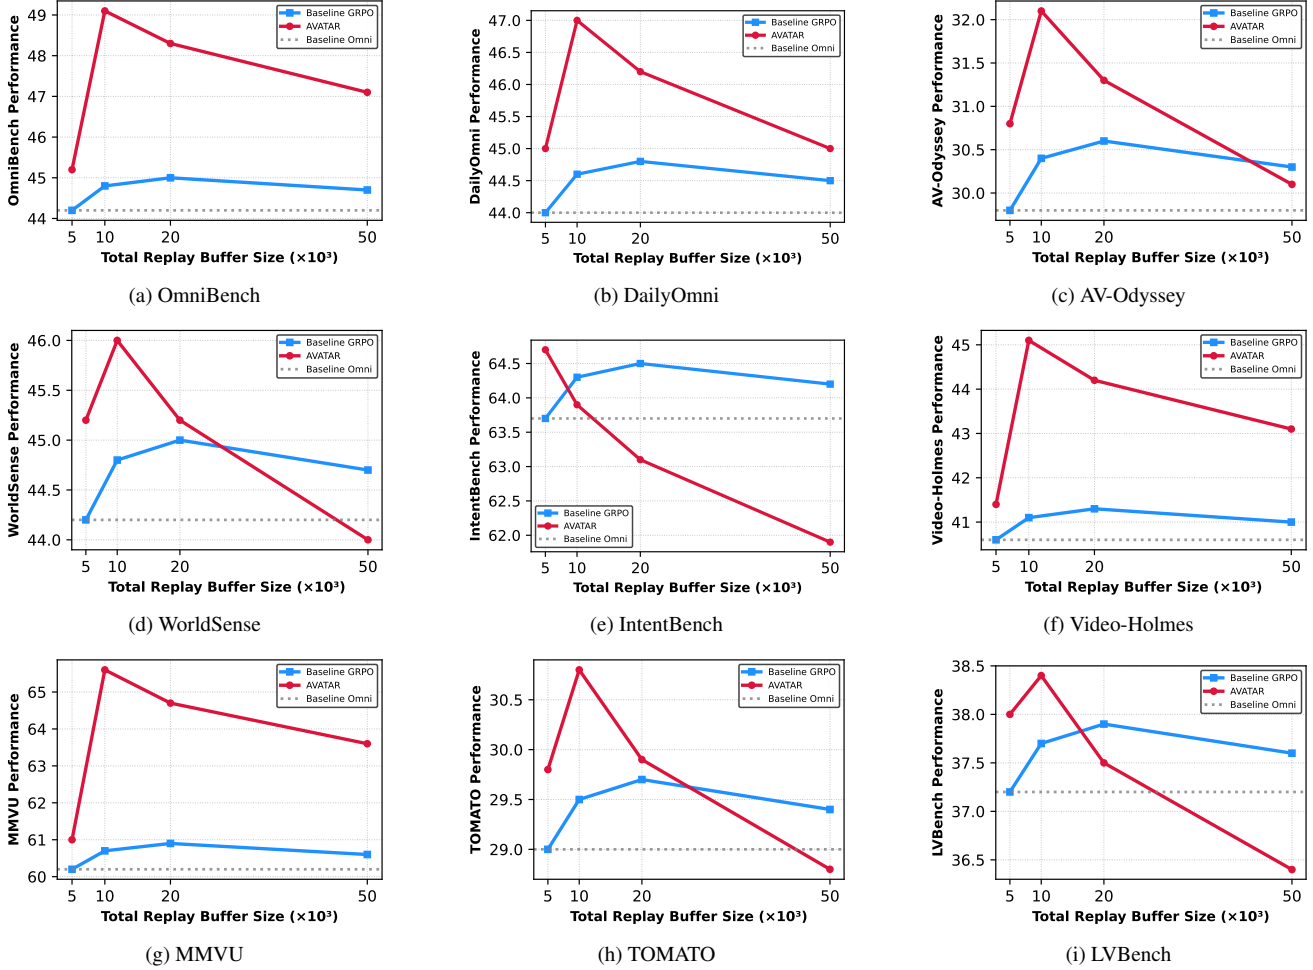 OmniBench Performance
49
48
47
46
45
44
5
10
20
50
Total Replay Buffer Size (×10³)
Baseline GRPO
AVATAR
Baseline Omni
(a) OmniBench
DailyOmni Performance
47.0
46.5
46.0
45.5
45.0
44.5
44.0
5
10
20
50
Total Replay Buffer Size (×10³)
Baseline GRPO
AVATAR
Baseline Omni
(b) DailyOmni
AV-Odyssey Performance
32.0
31.5
31.0
30.5
30.0
5
10
20
50
Total Replay Buffer Size (×10³)
Baseline GRPO
AVATAR
Baseline Omni
(c) AV-Odyssey
WorldSense Performance
46.0
45.5
45.0
44.5
44.0
5
10
20
50
Total Replay Buffer Size (×10³)
Baseline GRPO
AVATAR
Baseline Omni
(d) WorldSense
IntentBench Performance
64.5
64.0
63.5
63.0
62.5
62.0
5
10
20
50
Total Replay Buffer Size (×10³)
Baseline GRPO
AVATAR
Baseline Omni
(e) IntentBench
Video-Holmes Performance
45
44
43
42
41
5
10
20
50
Total Replay Buffer Size (×10³)
Baseline GRPO
AVATAR
Baseline Omni
(f) Video-Holmes
MMVU Performance
65
64
63
62
61
60
5
10
20
50
Total Replay Buffer Size (×10³)
Baseline GRPO
AVATAR
Baseline Omni
(g) MMVU
TOMATO Performance
30.5
30.0
29.5
29.0
5
10
20
50
Total Replay Buffer Size (×10³)
Baseline GRPO
AVATAR
Baseline Omni
(h) TOMATO
LVBench Performance
38.5
38.0
37.5
37.0
36.5
5
10
20
50
Total Replay Buffer Size (×10³)
Baseline GRPO
AVATAR
Baseline Omni
(i) LVBench